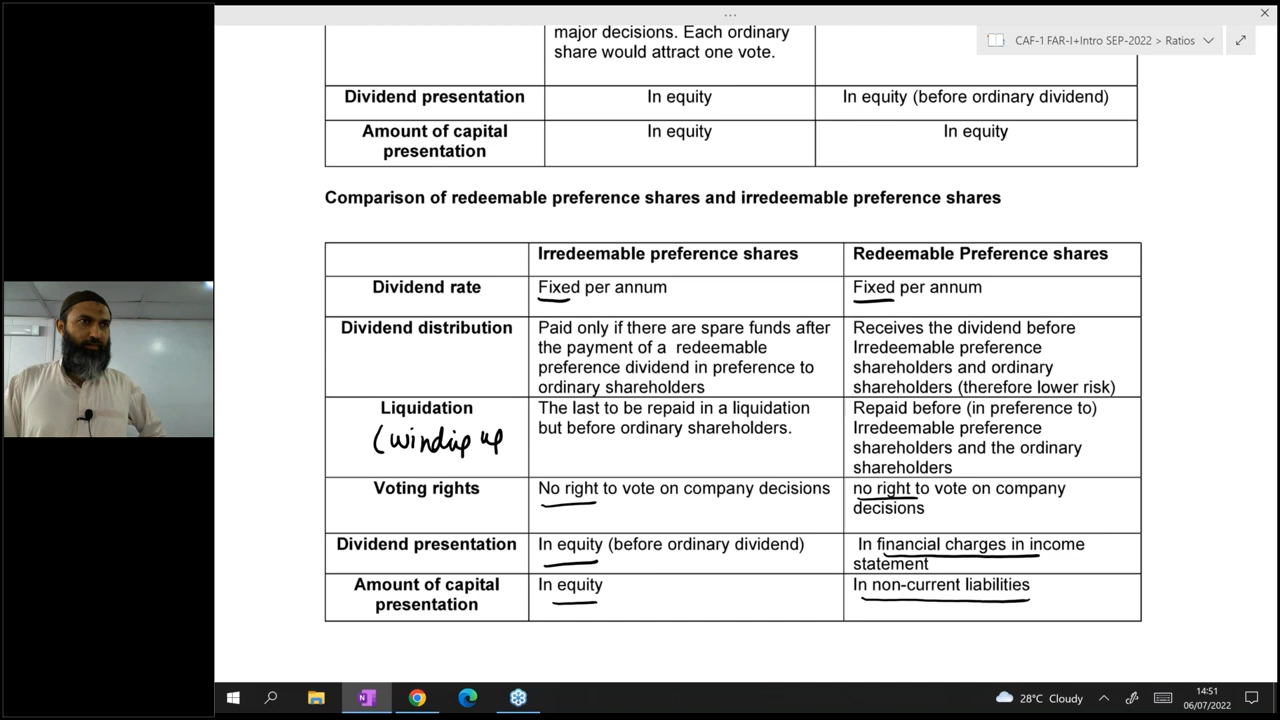 CAF-1 FAR-I+Intro SEP-2022 > Ratios
major decisions. Each ordinary
share would attract one vote.
Dividend presentation
In equity
In equity (before ordinary dividend)
Amount of capital
presentation
In equity
In equity
Comparison of redeemable preference shares and irredeemable preference shares
Irredeemable preference shares
Redeemable Preference shares
Dividend rate
Fixed per annum
Fixed per annum
Dividend distribution
Paid only if there are spare funds after
the payment of a redeemable
preference dividend in preference to
ordinary shareholders
Receives the dividend before
Irredeemable preference
shareholders and ordinary
shareholders (therefore lower risk)
Liquidation
(winding up
The last to be repaid in a liquidation
but before ordinary shareholders.
Repaid before (in preference to)
Irredeemable preference
shareholders and the ordinary
shareholders
Voting rights
No right to vote on company decisions
no right to vote on company
decisions
Dividend presentation
In equity (before ordinary dividend)
In financial charges in income
statement
Amount of capital
presentation
In equity
In non-current liabilities
28°C Cloudy
14:51
06/07/2022